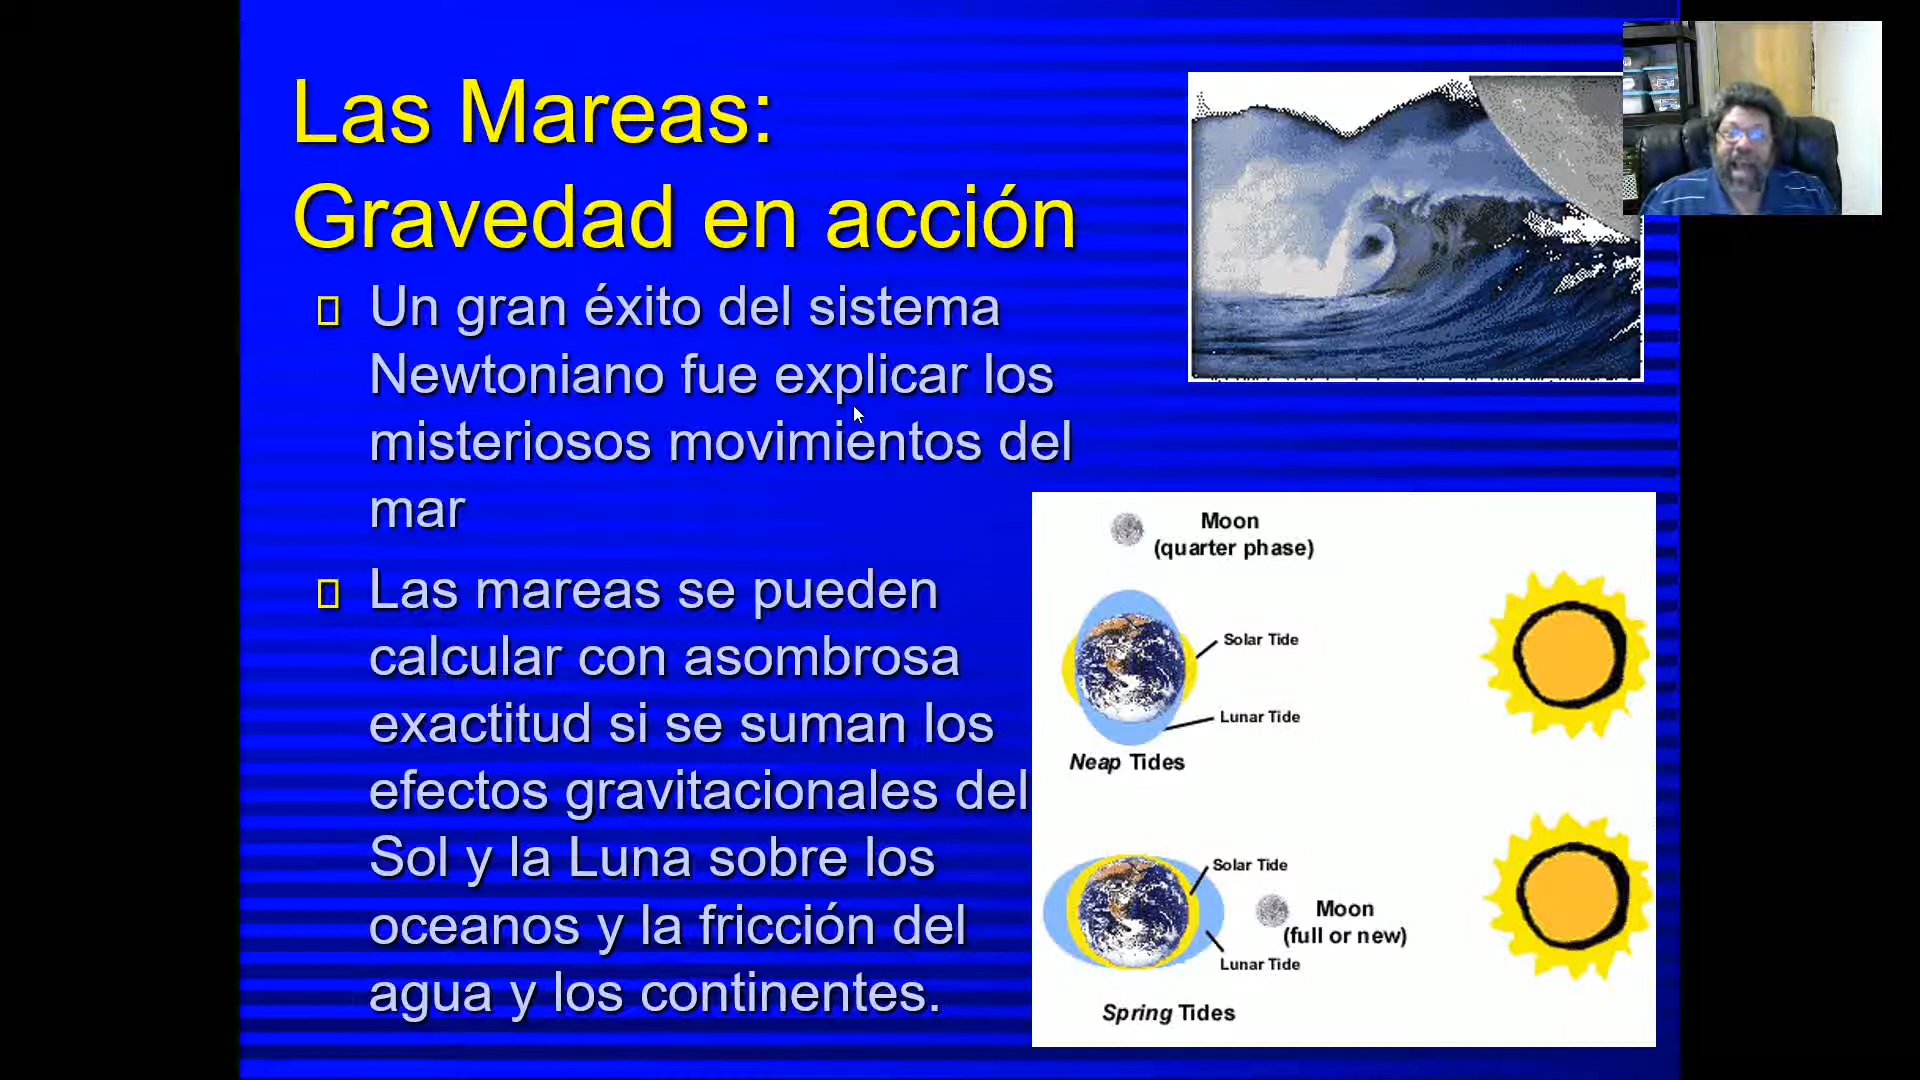 Las Mareas:
Gravedad en acción
Un gran éxito del sistema
Newtoniano fue explicar los
misteriosos movimientos del
mar
Las mareas se pueden
calcular con asombrosa
exactitud si se suman los
efectos gravitacionales del
Sol y la Luna sobre los
oceanos y la fricción del
agua y los continentes.
Moon
(quarter phase)
Solar Tide
Lunar Tide
Neap Tides
Solar Tide
Moon
(full or new)
Lunar Tide
Spring Tides